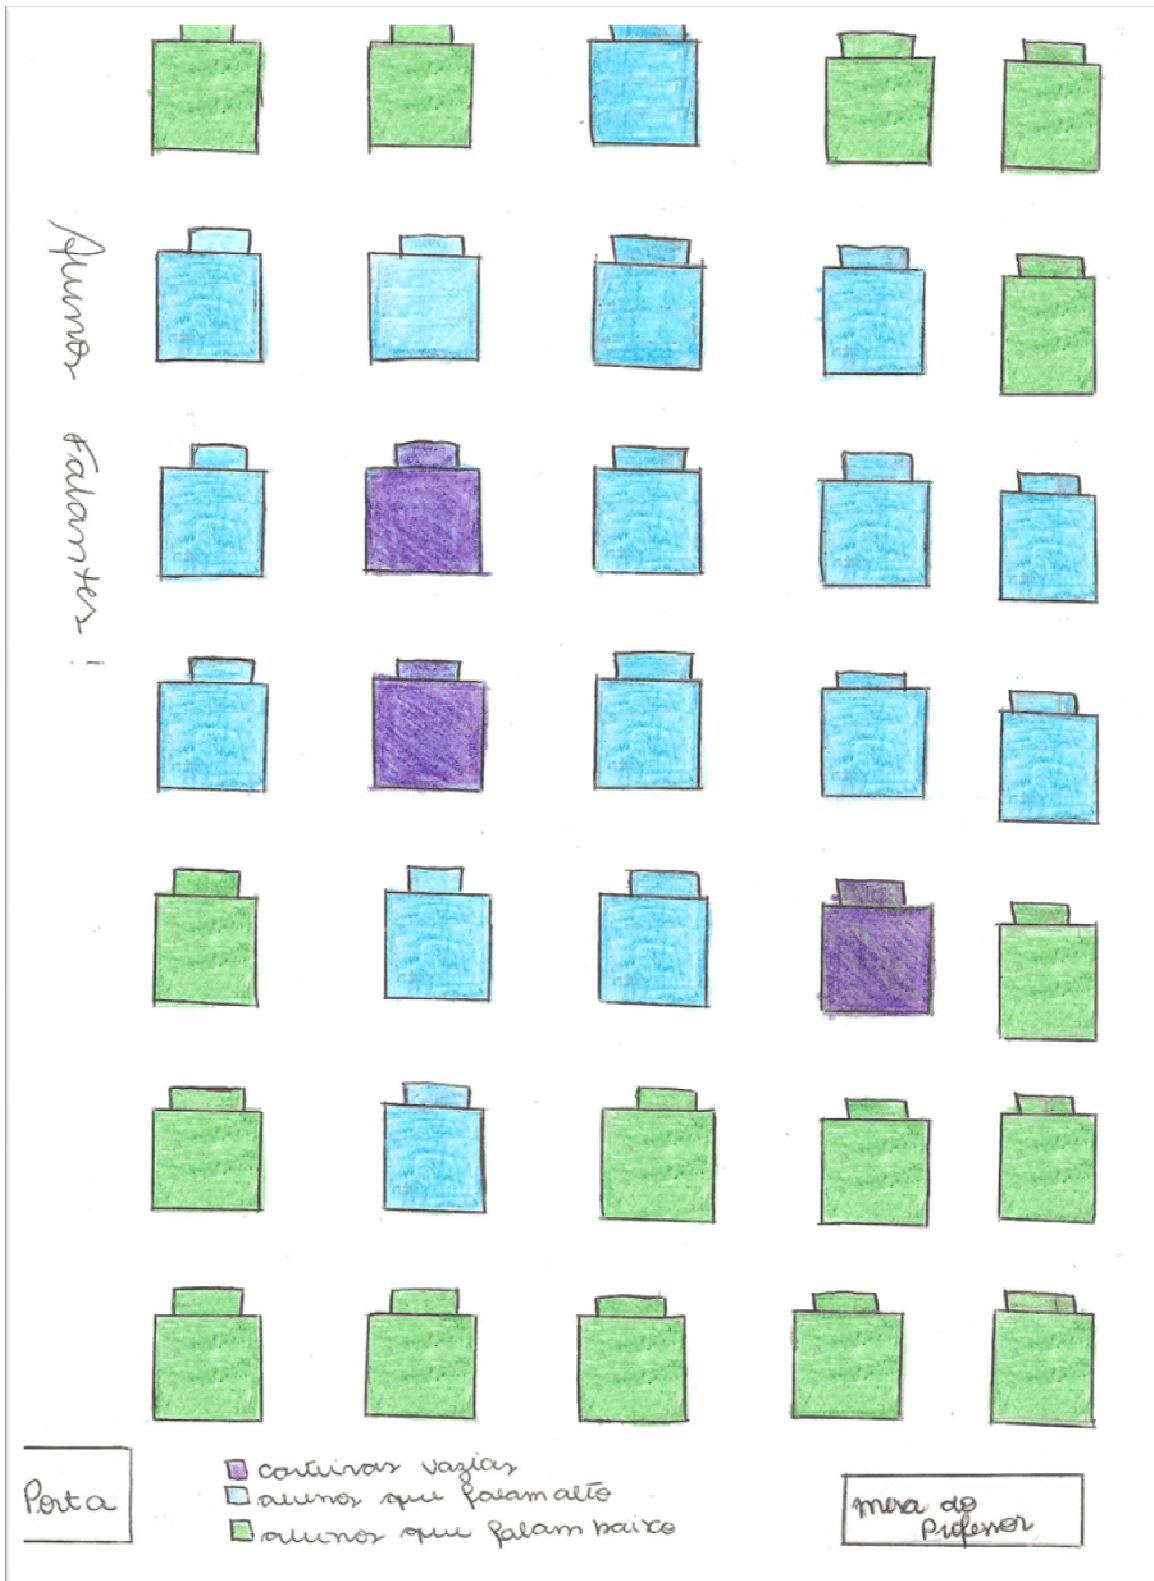 Alunos Falantes!
Porta
carteiras vazias
alunos que falam alto
alunos que falam baixo
mesa do
Professor